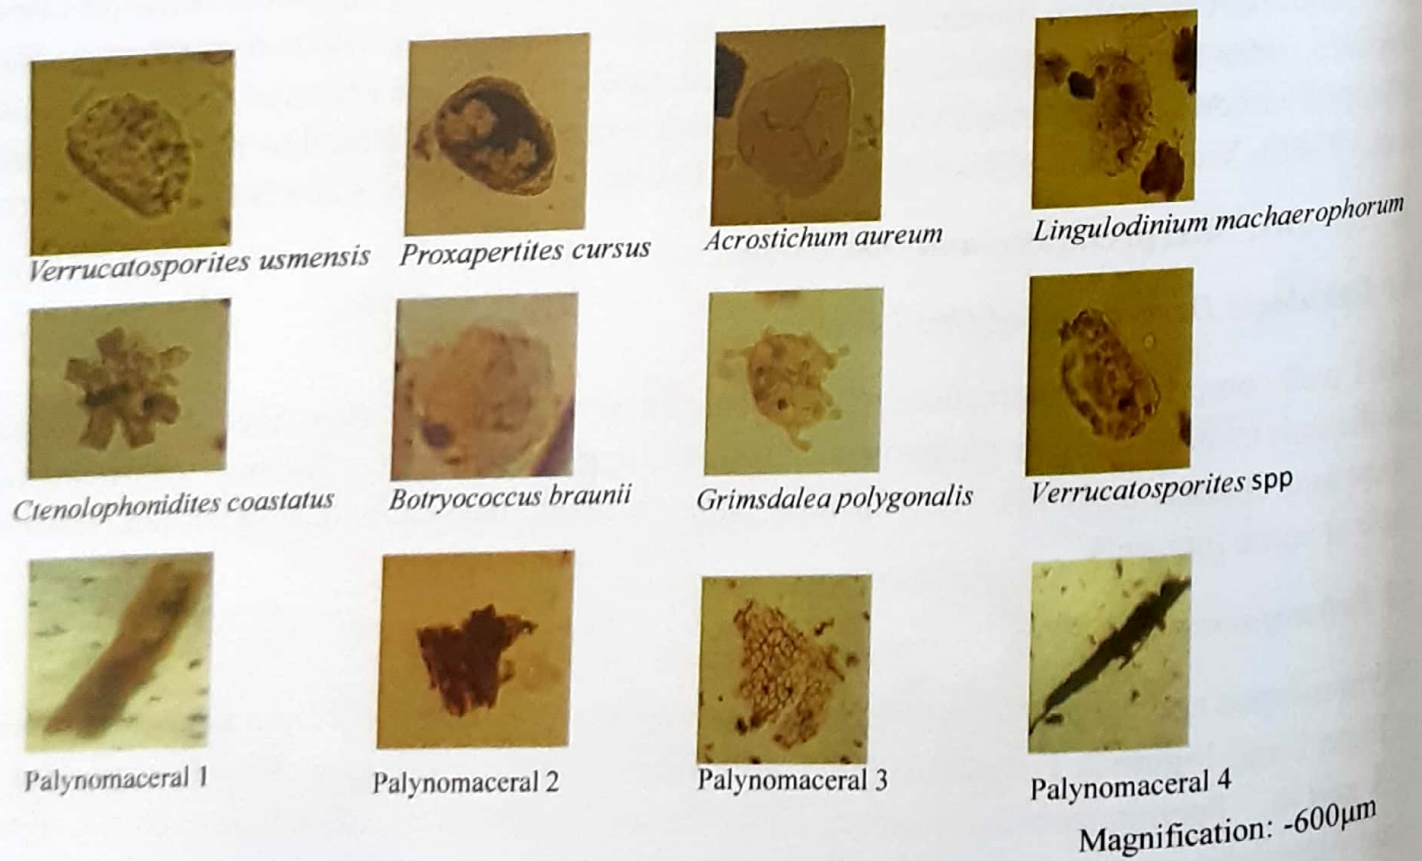 Verrucatosporites usmensis
Proxapertites cursus
Acrostichum aureum
Lingulodinium machaerophorum
Ctenolophonidites coastatus
Botryococcus braunii
Grimsdalea polygonalis
Verrucatosporites spp
Palynomaceral 1
Palynomaceral 2
Palynomaceral 3
Palynomaceral 4
Magnification: -600µm